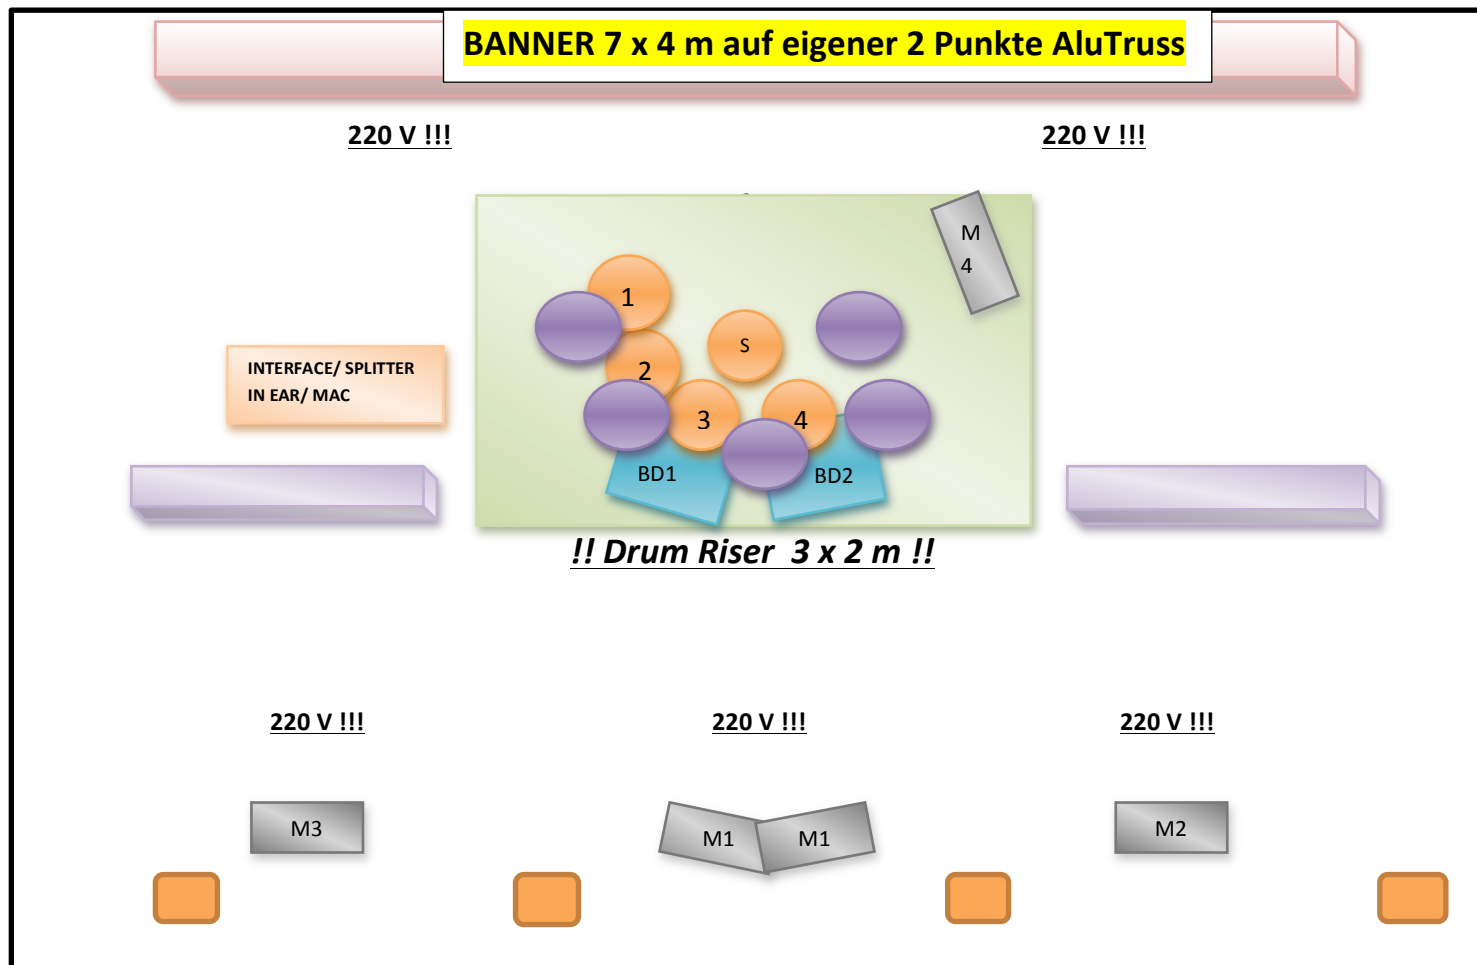 BANNER 7 x 4 m auf eigener 2 Punkte AluTruss
220 V !!!
220 V !!!
M
4
1
2
S
3
4
INTERFACE/ SPLITTER
IN EAR/ MAC
BD1
BD2
!! Drum Riser 3 x 2 m !!
220 V !!!
220 V !!!
220 V !!!
M3
M1
M1
M2